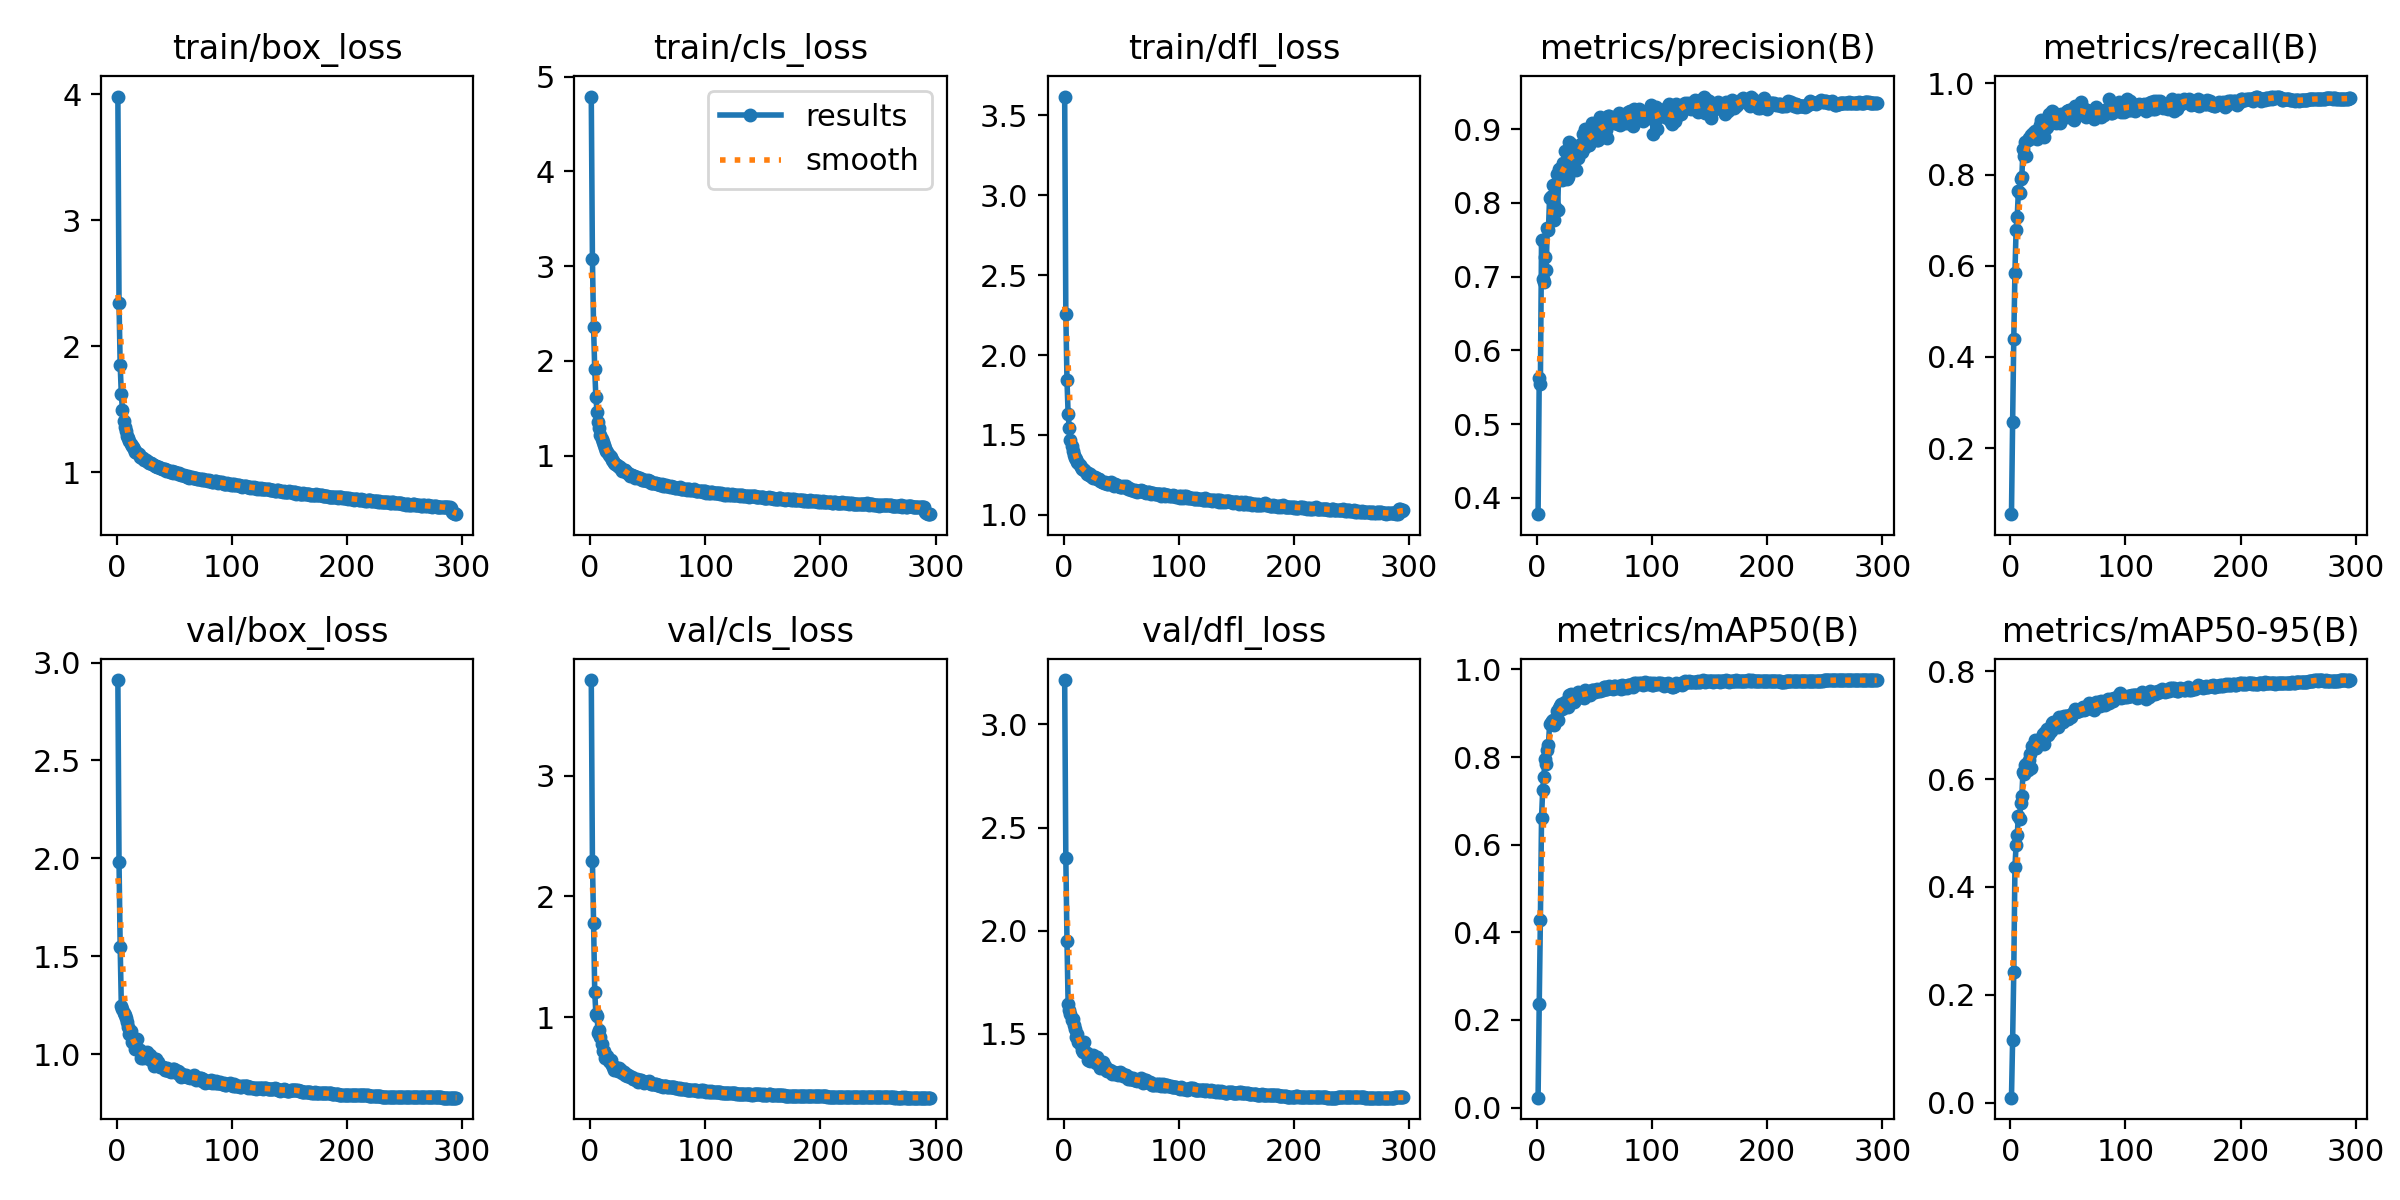 train/box_loss
4
3
2
1
0 100 200 300
train/cls_loss
results
smooth
5
4
3
2
1
0 100 200 300
train/dfl_loss
3.5
3.0
2.5
2.0
1.5
1.0
0 100 200 300
metrics/precision(B)
0.9
0.8
0.7
0.6
0.5
0.4
0 100 200 300
metrics/recall(B)
1.0
0.8
0.6
0.4
0.2
0 100 200 300
val/box_loss
3.0
2.5
2.0
1.5
1.0
0 100 200 300
val/cls_loss
3
2
1
0 100 200 300
val/dfl_loss
3.0
2.5
2.0
1.5
0 100 200 300
metrics/mAP50(B)
1.0
0.8
0.6
0.4
0.2
0.0
0 100 200 300
metrics/mAP50-95(B)
0.8
0.6
0.4
0.2
0.0
0 100 200 300